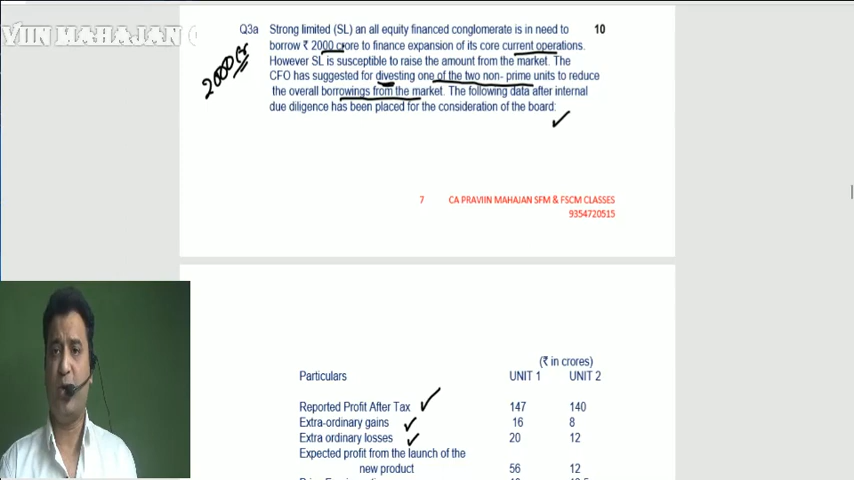 VIIN MAHAJAN (
Q3a Strong limited (SL) an all equity financed conglomerate is in need to 10
borrow ₹ 2000 crore to finance expansion of its core current operations.
However SL is susceptible to raise the amount from the market. The
CFO has suggested for divesting one of the two non- prime units to reduce
the overall borrowings from the market. The following data after internal
due diligence has been placed for the consideration of the board:
2000 Cr
7 CA PRAVIIN MAHAJAN SFM & FSCM CLASSES
9354720515
(₹ in crores)
Particulars UNIT 1 UNIT 2
Reported Profit After Tax 147 140
Extra-ordinary gains 16 8
Extra ordinary losses 20 12
Expected profit from the launch of the
new product 56 12